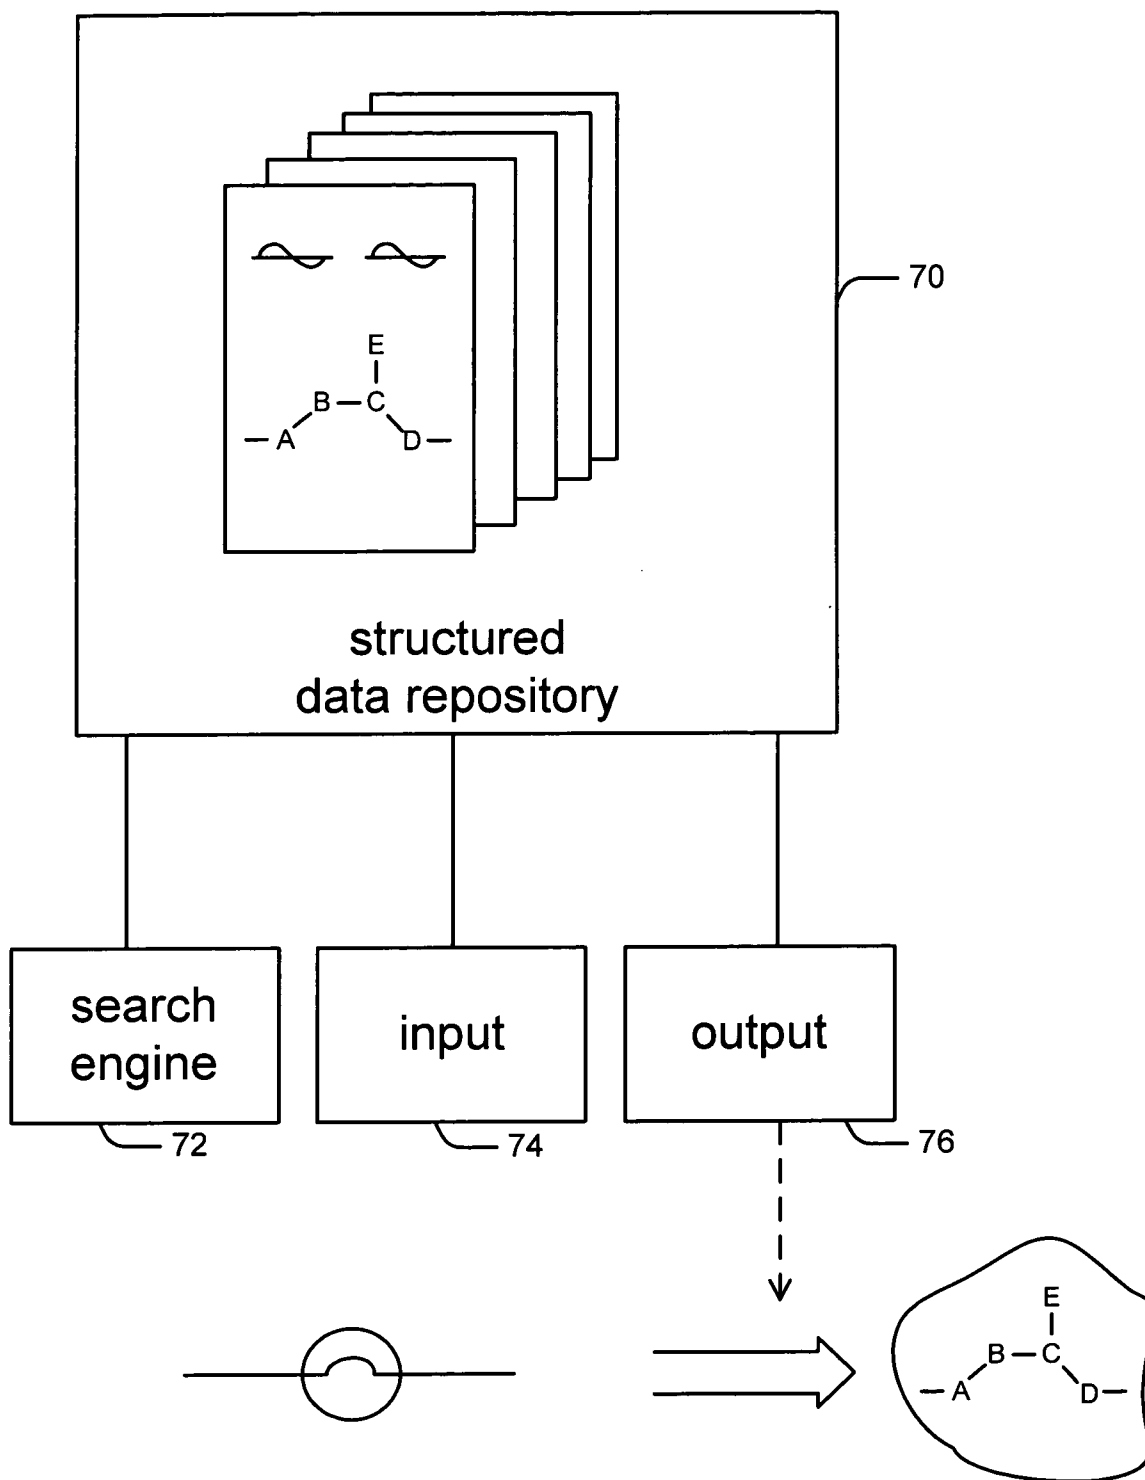 70
E
B – C
– A
D –
structured
data repository
search
engine
input
output
72
74
76
E
B – C
– A
D –